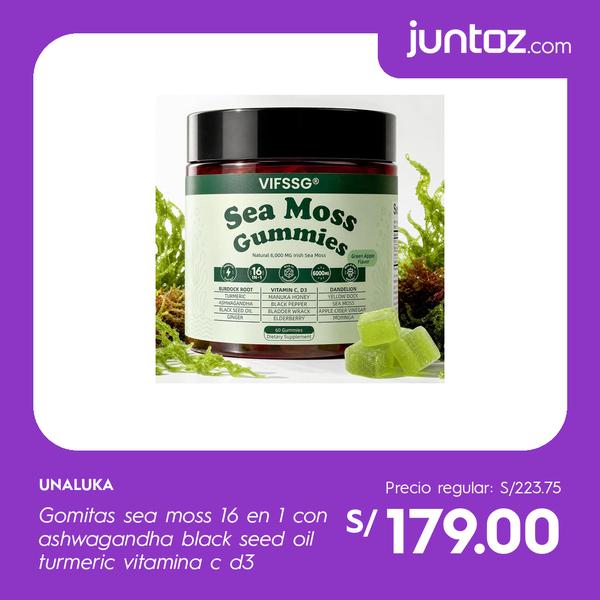 juntoz.com
VIFSSG®
Sea Moss
Gummies
Natural 6,000 MG Irish Sea Moss
Green Apple
Flavor
16
IN-1
6000MG
BURDOCK ROOT VITAMIN C, D3 DANDELION
TURMERIC MANUKA HONEY YELLOW DOCK
ASHWAGANDHA BLACK PEPPER SEA MOSS
BLACK SEED OIL BLADDER WRACK APPLE CIDER VINEGAR
GINGER ELDERBERRY MORINGA
60 Gummies
Dietary Supplement
UNALUKA
Gomitas sea moss 16 en 1 con
ashwagandha black seed oil
turmeric vitamina c d3
Precio regular: S/223.75
S/179.00